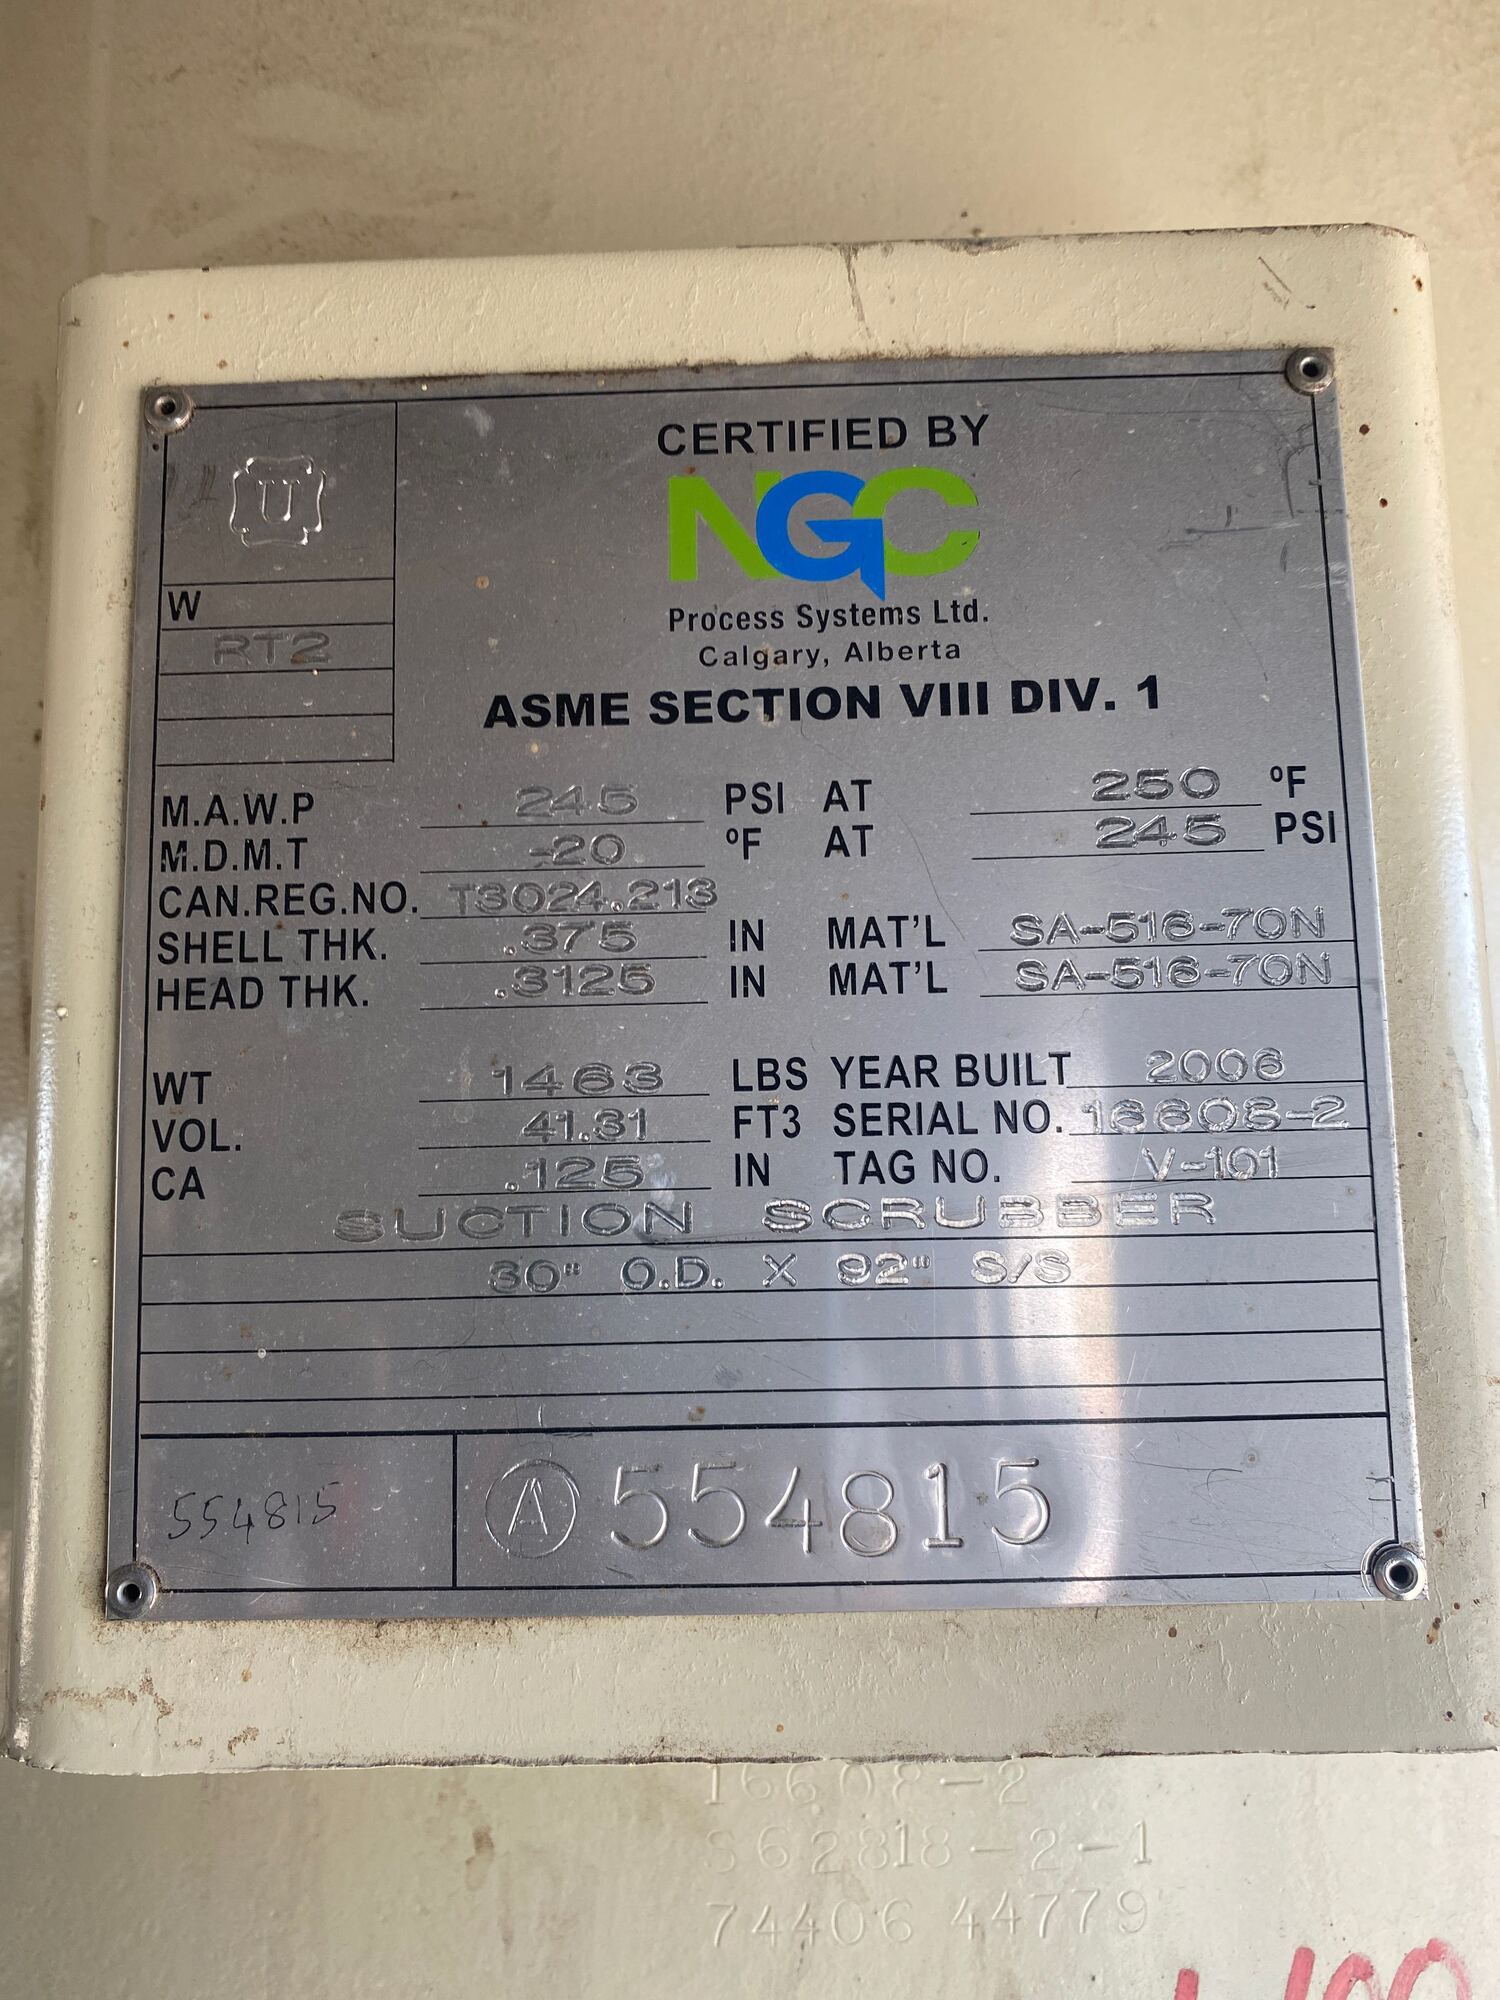 CERTIFIED BY
NGC
Process Systems Ltd.
Calgary, Alberta
ASME SECTION VIII DIV. 1
U
W
RT2
M.A.W.P 245 PSI AT 250 ºF
M.D.M.T -20 ºF AT 245 PSI
CAN.REG.NO. T3024.213
SHELL THK. .375 IN MAT'L SA-516-70N
HEAD THK. .3125 IN MAT'L SA-516-70N
WT 1463 LBS YEAR BUILT 2006
VOL. 41.31 FT3 SERIAL NO. 16608-2
CA .125 IN TAG NO. V-101
SUCTION SCRUBBER
30" O.D. X 92" S/S
554815 A 554815
16608-2
S62818-2-1
74406 44779